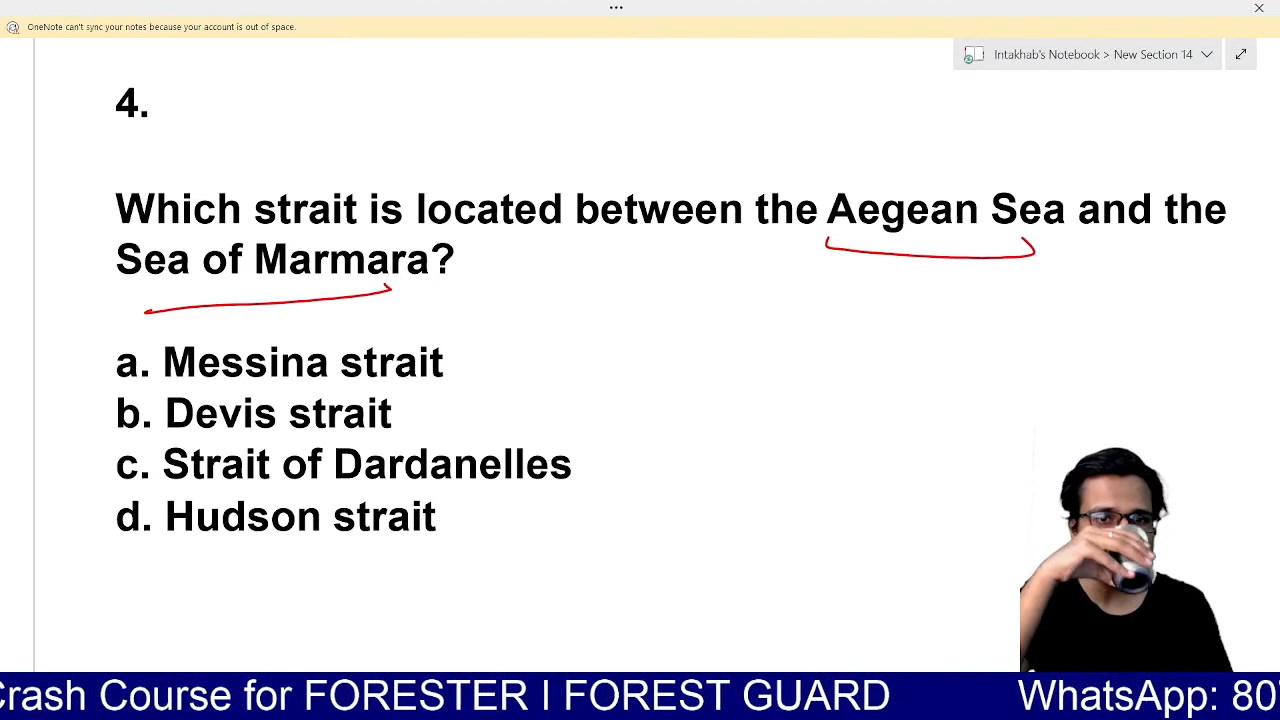 ...
OneNote can't sync your notes because your account is out of space.
Intakhab's Notebook > New Section 14
4.
Which strait is located between the Aegean Sea and the
Sea of Marmara?
a. Messina strait
b. Devis strait
c. Strait of Dardanelles
d. Hudson strait
Crash Course for FORESTER I FOREST GUARD WhatsApp: 80